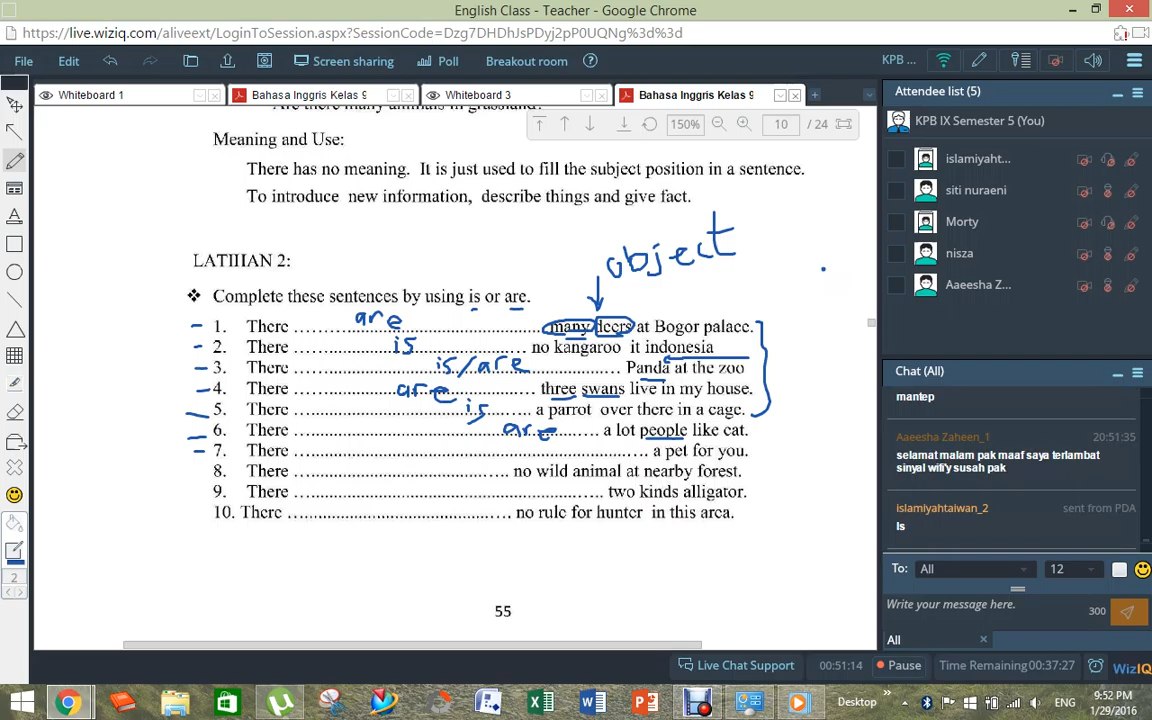 English Class - Teacher - Google Chrome
https://live.wiziq.com/aliveext/LoginToSession.aspx?SessionCode=Dzg7DHDhJsPDyj2pP0UQNg%3d%3d
File Edit Screen sharing Poll Breakout room KPB ...
Whiteboard 1 Bahasa Inggris Kelas 9 Whiteboard 3 Bahasa Inggris Kelas 9
Attendee list (5)
KPB IX Semester 5 (You)
islamiyaht...
siti nuraeni
Morty
nisza
Aaeesha Z...
150% 10 / 24
Are there many animals in grassland?
Meaning and Use:
There has no meaning. It is just used to fill the subject position in a sentence.
To introduce new information, describe things and give fact.
object
LATIHAN 2:
❖ Complete these sentences by using is or are.
1. There ......... are ......... many deers at Bogor palace.
2. There ......... is ......... no kangaroo it indonesia
3. There ......... is/are ......... Panda at the zoo
4. There ......... are ......... three swans live in my house.
5. There ......... is ......... a parrot over there in a cage.
6. There ......... are ......... a lot people like cat.
7. There .................. a pet for you.
8. There .................. no wild animal at nearby forest.
9. There .................. two kinds alligator.
10. There .................. no rule for hunter in this area.
55
Chat (All)
mantep
Aaeesha Zaheen_1 20:51:35
selamat malam pak maaf saya terlambat
sinyal wifi'y susah pak
islamiyahtaiwan_2 sent from PDA
Is
To: All 12
Write your message here. 300
All
2
Live Chat Support 00:51:14 Pause Time Remaining 00:37:27 WizIQ
Desktop ENG 9:52 PM
1/29/2016